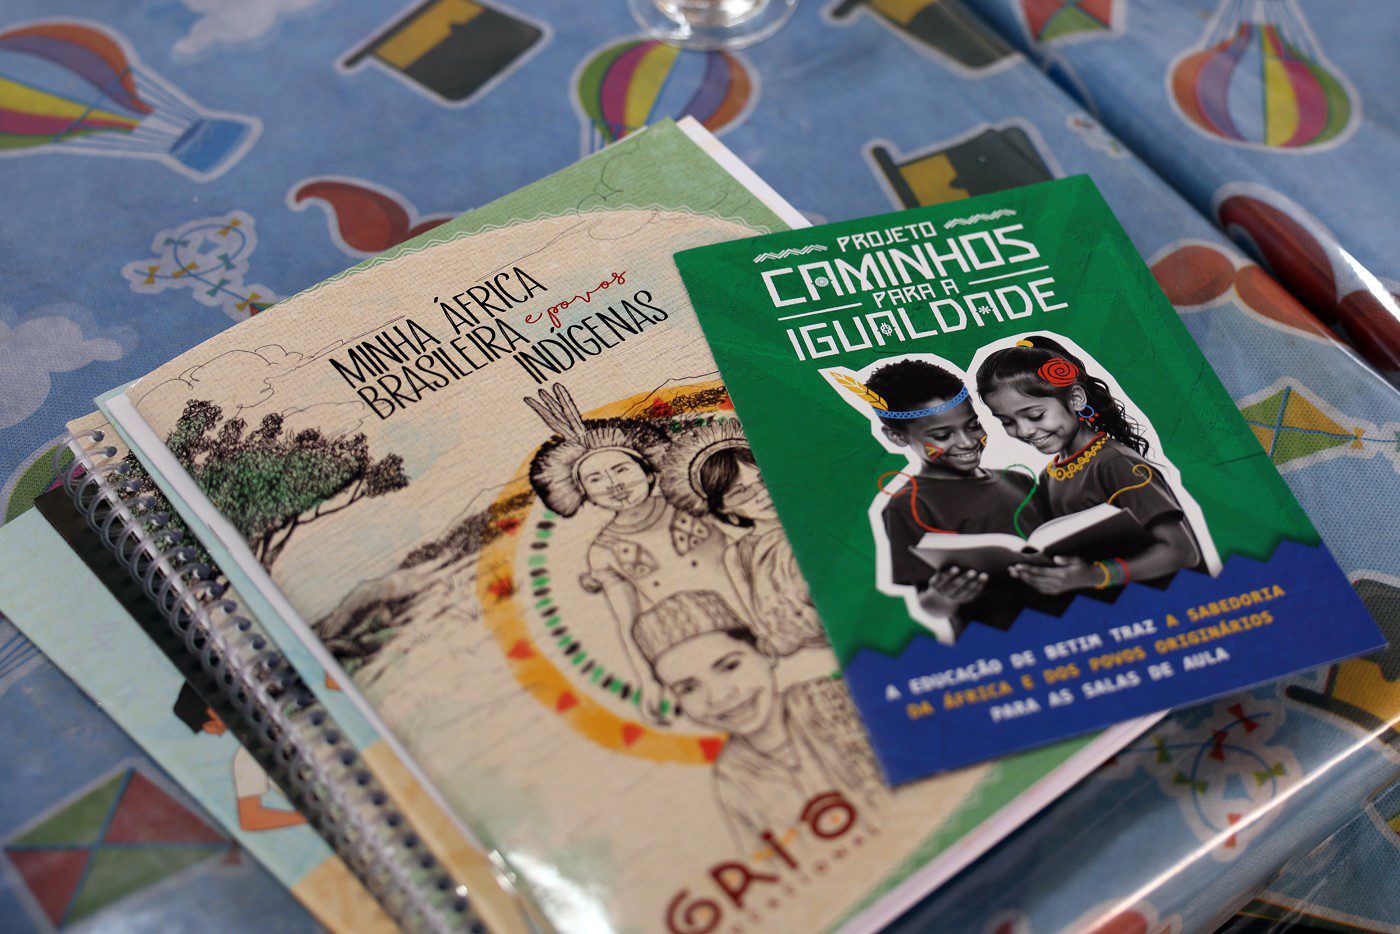 MINHA ÁFRICA
BRASILEIRA e povos
INDÍGENAS
GRIÔ
PROJETO
CAMINHOS
PARA A
IGUALDADE
A EDUCAÇÃO DE BETIM TRAZ A SABEDORIA
DA ÁFRICA E DOS POVOS ORIGINÁRIOS
PARA AS SALAS DE AULA